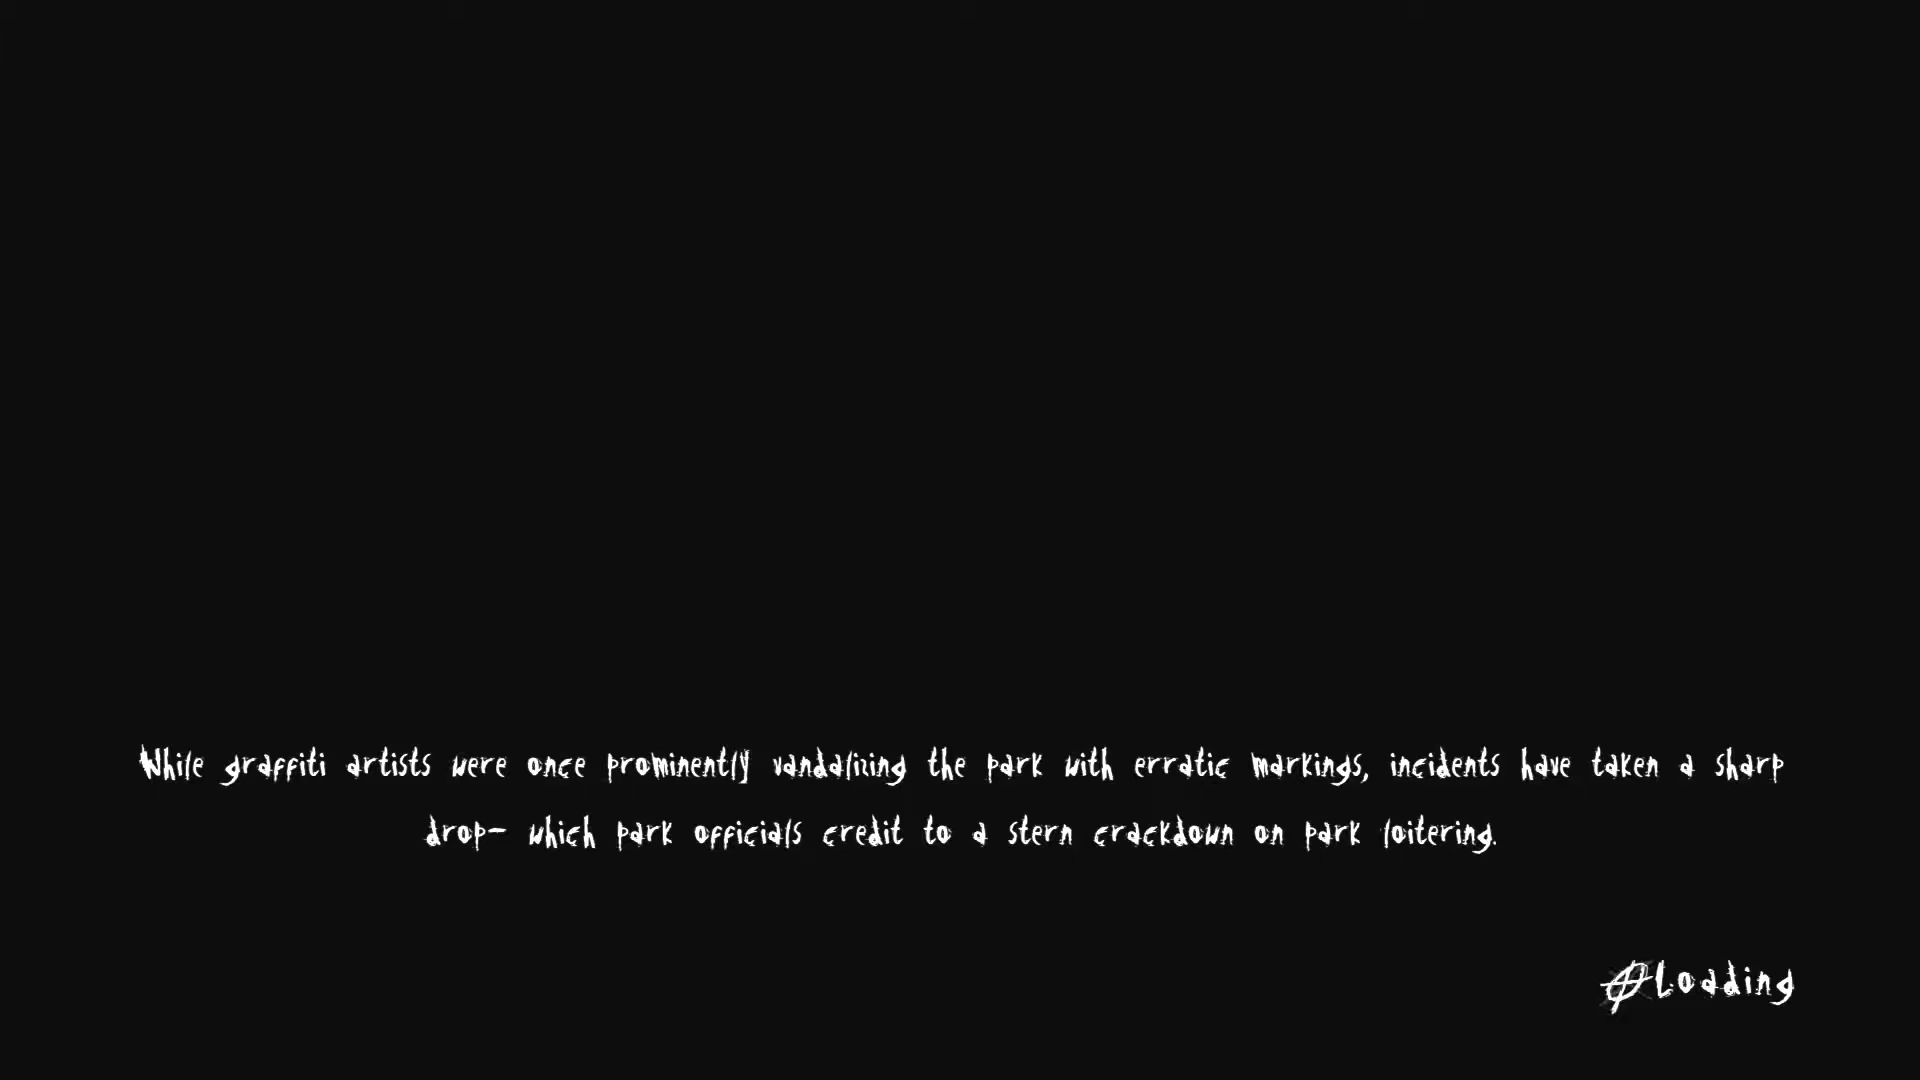 While graffiti artists were once prominently vandalizing the park with erratic markings, incidents have taken a sharp
drop- which park officials credit to a stern crackdown on park loitering.
Loading